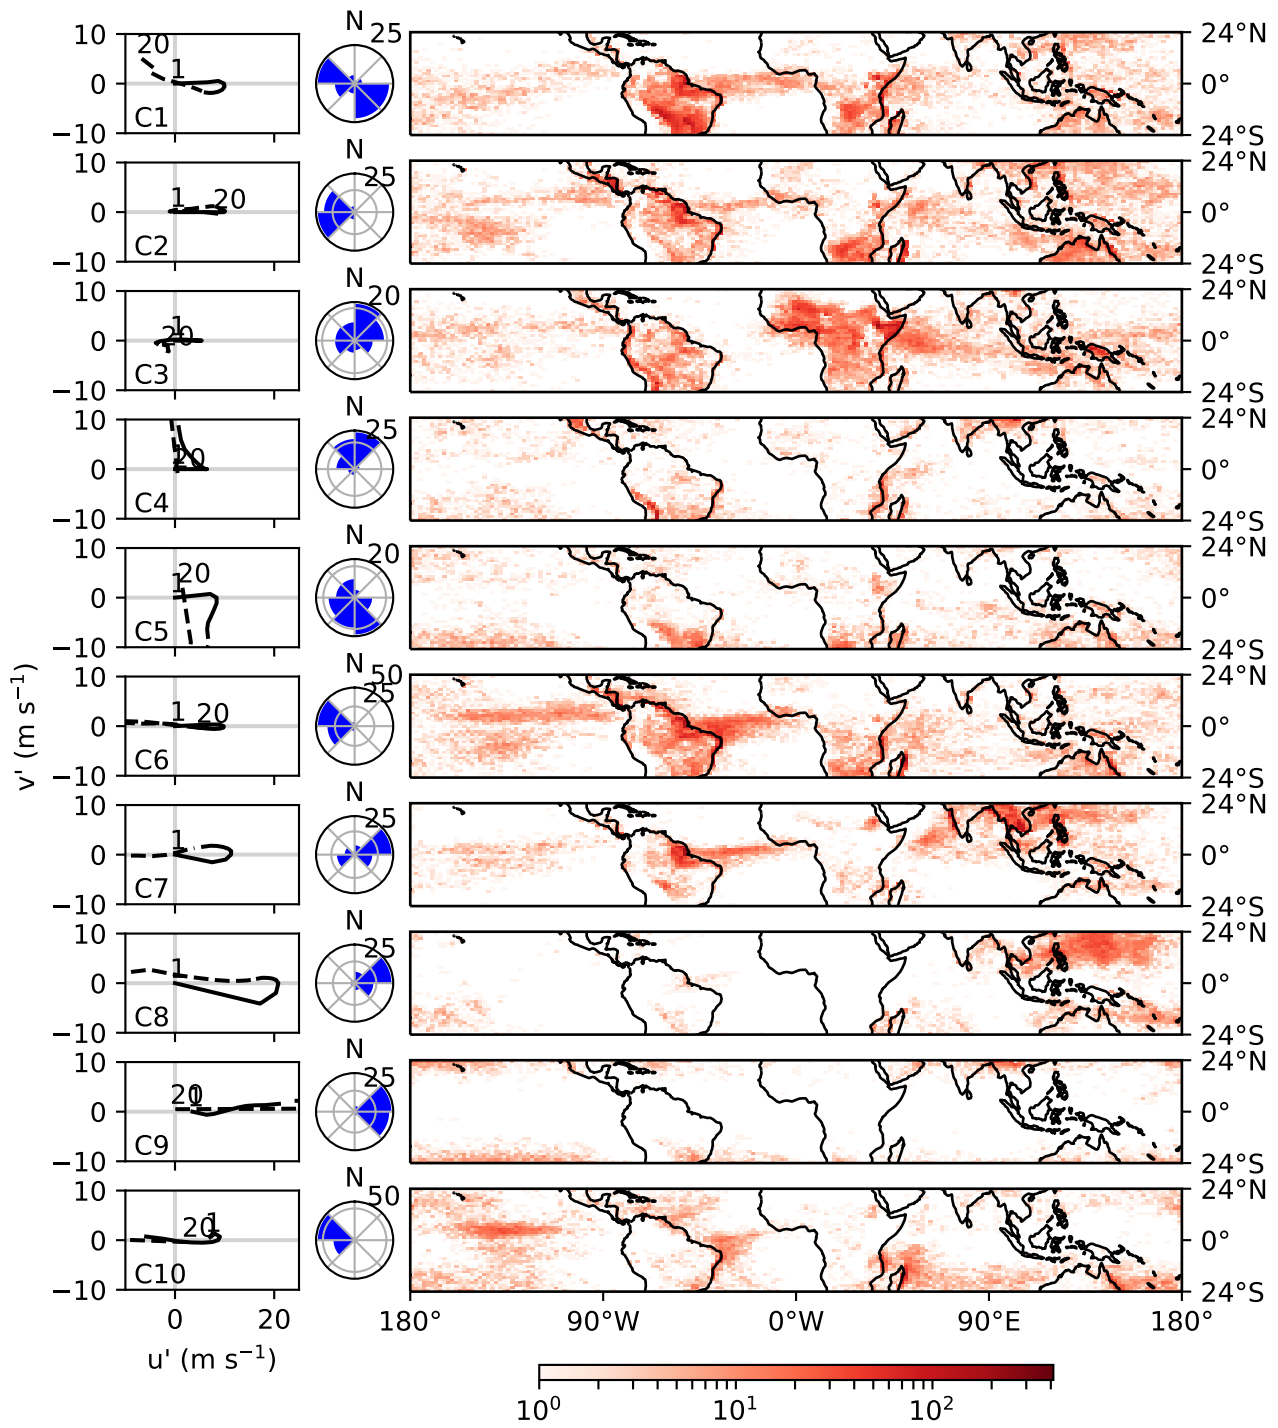 10 0 −10 20 1 C1 N 25 24°N 0° 24°S
10 0 −10 1 20 C2 N 25 24°N 0° 24°S
10 0 −10 1 20 C3 N 20 24°N 0° 24°S
10 0 −10 20 C4 N 25 24°N 0° 24°S
10 0 −10 1 20 C5 N 20 24°N 0° 24°S
10 0 −10 1 20 C6 N 50 25 24°N 0° 24°S
10 0 −10 1 C7 N 25 24°N 0° 24°S
10 0 −10 1 C8 N 25 24°N 0° 24°S
10 0 −10 20 1 C9 N 25 24°N 0° 24°S
10 0 −10 20 1 C10 N 50 24°N 0° 24°S
v' (m s⁻¹)
0 20 180° 90°W 0°W 90°E 180°
u' (m s⁻¹)
10⁰ 10¹ 10²